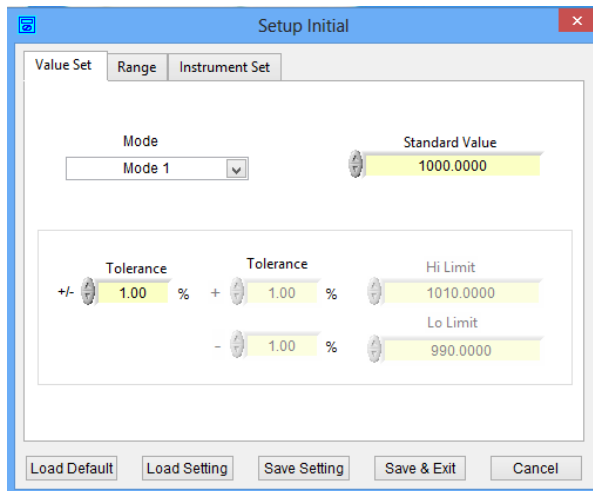 Setup Initial
Value Set Range Instrument Set
Mode
Mode 1
Standard Value
1000.0000
Tolerance
+/- 1.00 %
Tolerance
+ 1.00 %
- 1.00 %
Hi Limit
1010.0000
Lo Limit
990.0000
Load Default Load Setting Save Setting Save & Exit Cancel